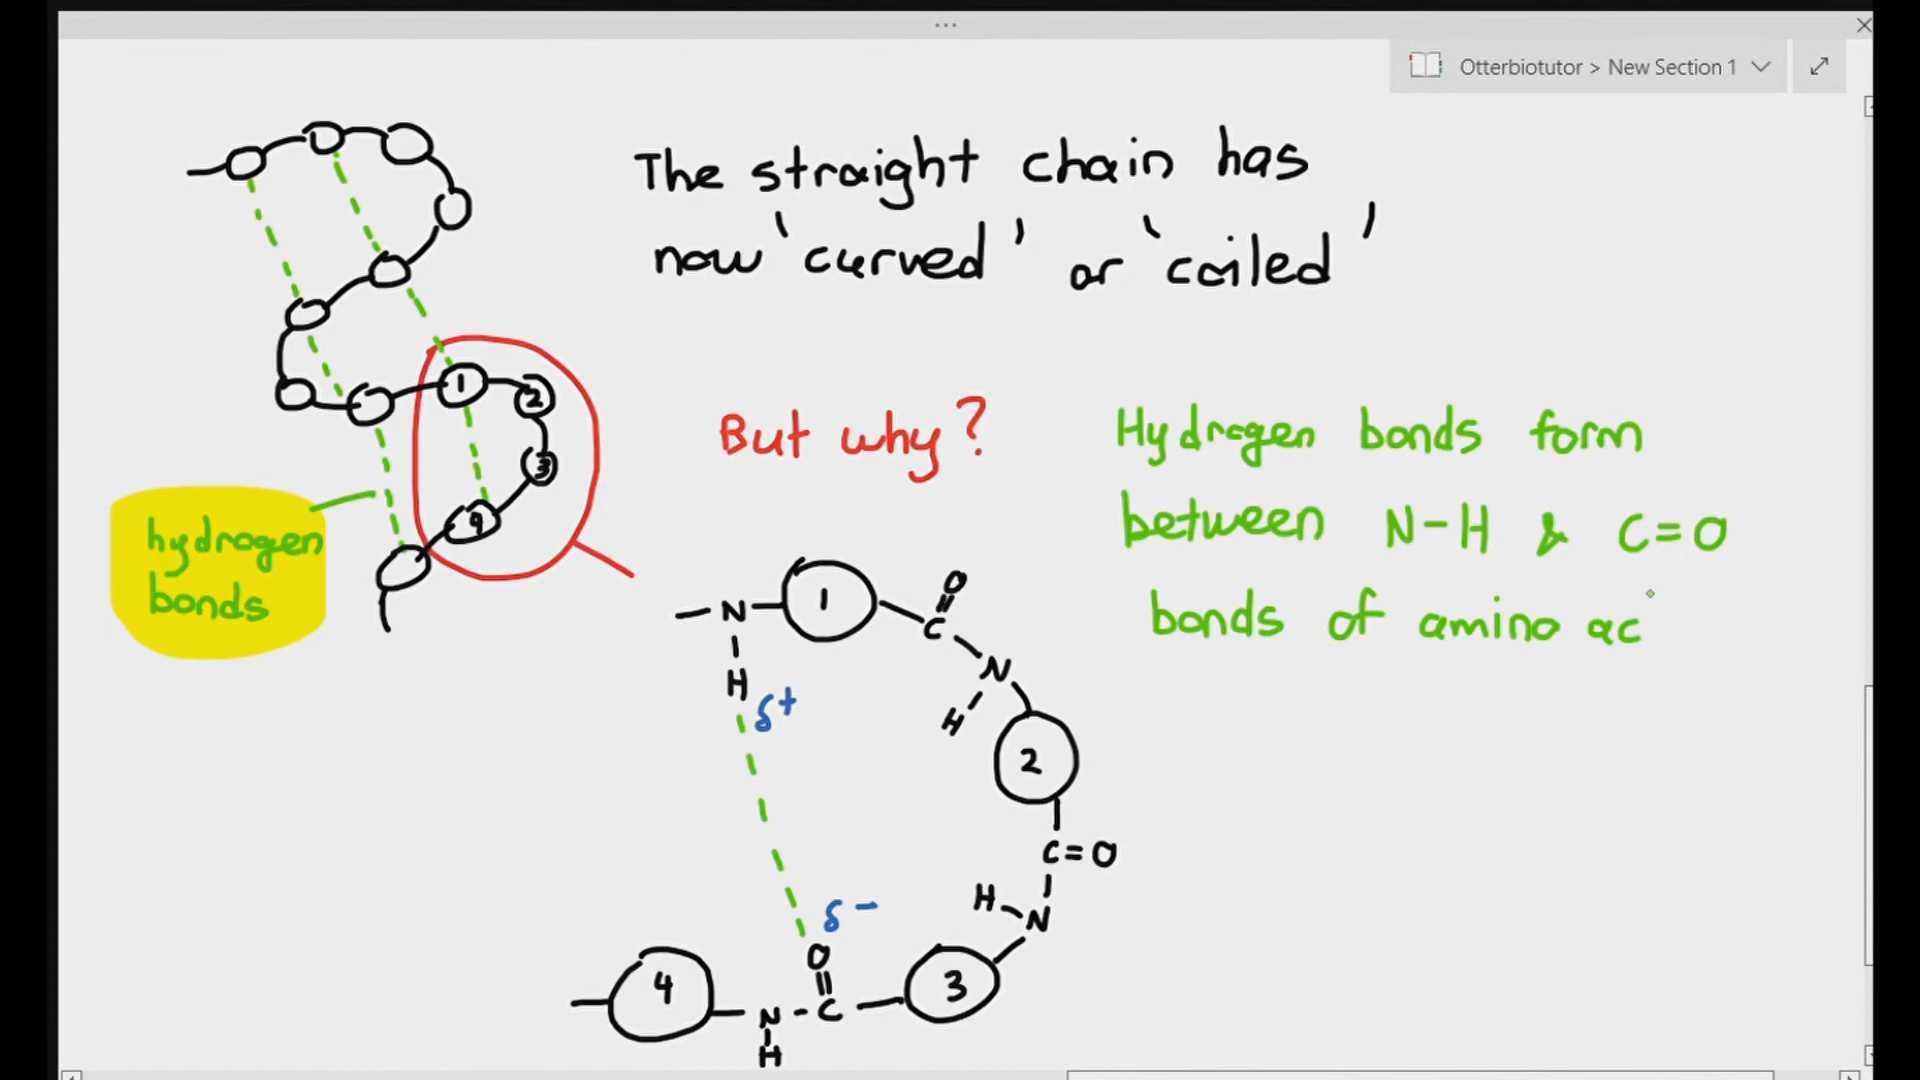 Otterbiotutor > New Section 1
The straight chain has
now 'curved' or 'coiled'
1
2
3
4
hydrogen
bonds
But why?
Hydrogen bonds form
between N-H & C=O
bonds of amino ac
N 1 C O
H
δ+
N
H
2
C=O
H N
δ-
O
4 N - C 3
H